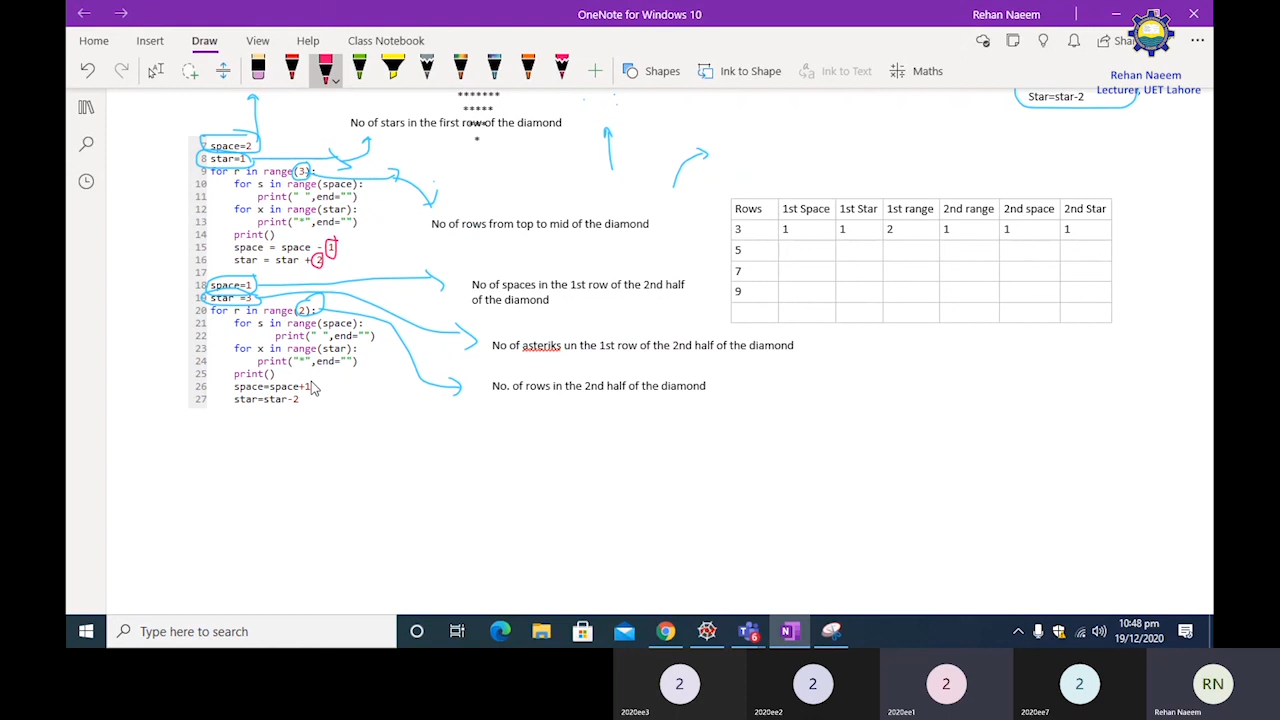 OneNote for Windows 10
Rehan Naeem
Home Insert Draw View Help Class Notebook
Shapes Ink to Shape Ink to Text Maths
Rehan Naeem
Lecturer, UET Lahore
Star=star-2
*******
*****
*
No of stars in the first row of the diamond
7 space=2
8 star=1
9 for r in range(3):
10 for s in range(space):
11 print(" ",end="")
12 for x in range(star):
13 print("*",end="")
14 print()
15 space = space - 1
16 star = star + 2
17
18 space=1
19 star =3
20 for r in range(2):
21 for s in range(space):
22 print(" ",end="")
23 for x in range(star):
24 print("*",end="")
25 print()
26 space=space+1
27 star=star-2
No of rows from top to mid of the diamond
No of spaces in the 1st row of the 2nd half
of the diamond
No of asteriks un the 1st row of the 2nd half of the diamond
No. of rows in the 2nd half of the diamond
Rows 1st Space 1st Star 1st range 2nd range 2nd space 2nd Star
3 1 1 2 1 1 1
5
7
9
Type here to search
10:48 pm
19/12/2020
2 2 2 2 RN
2020ee3 2020ee2 2020ee1 2020ee7 Rehan Naeem